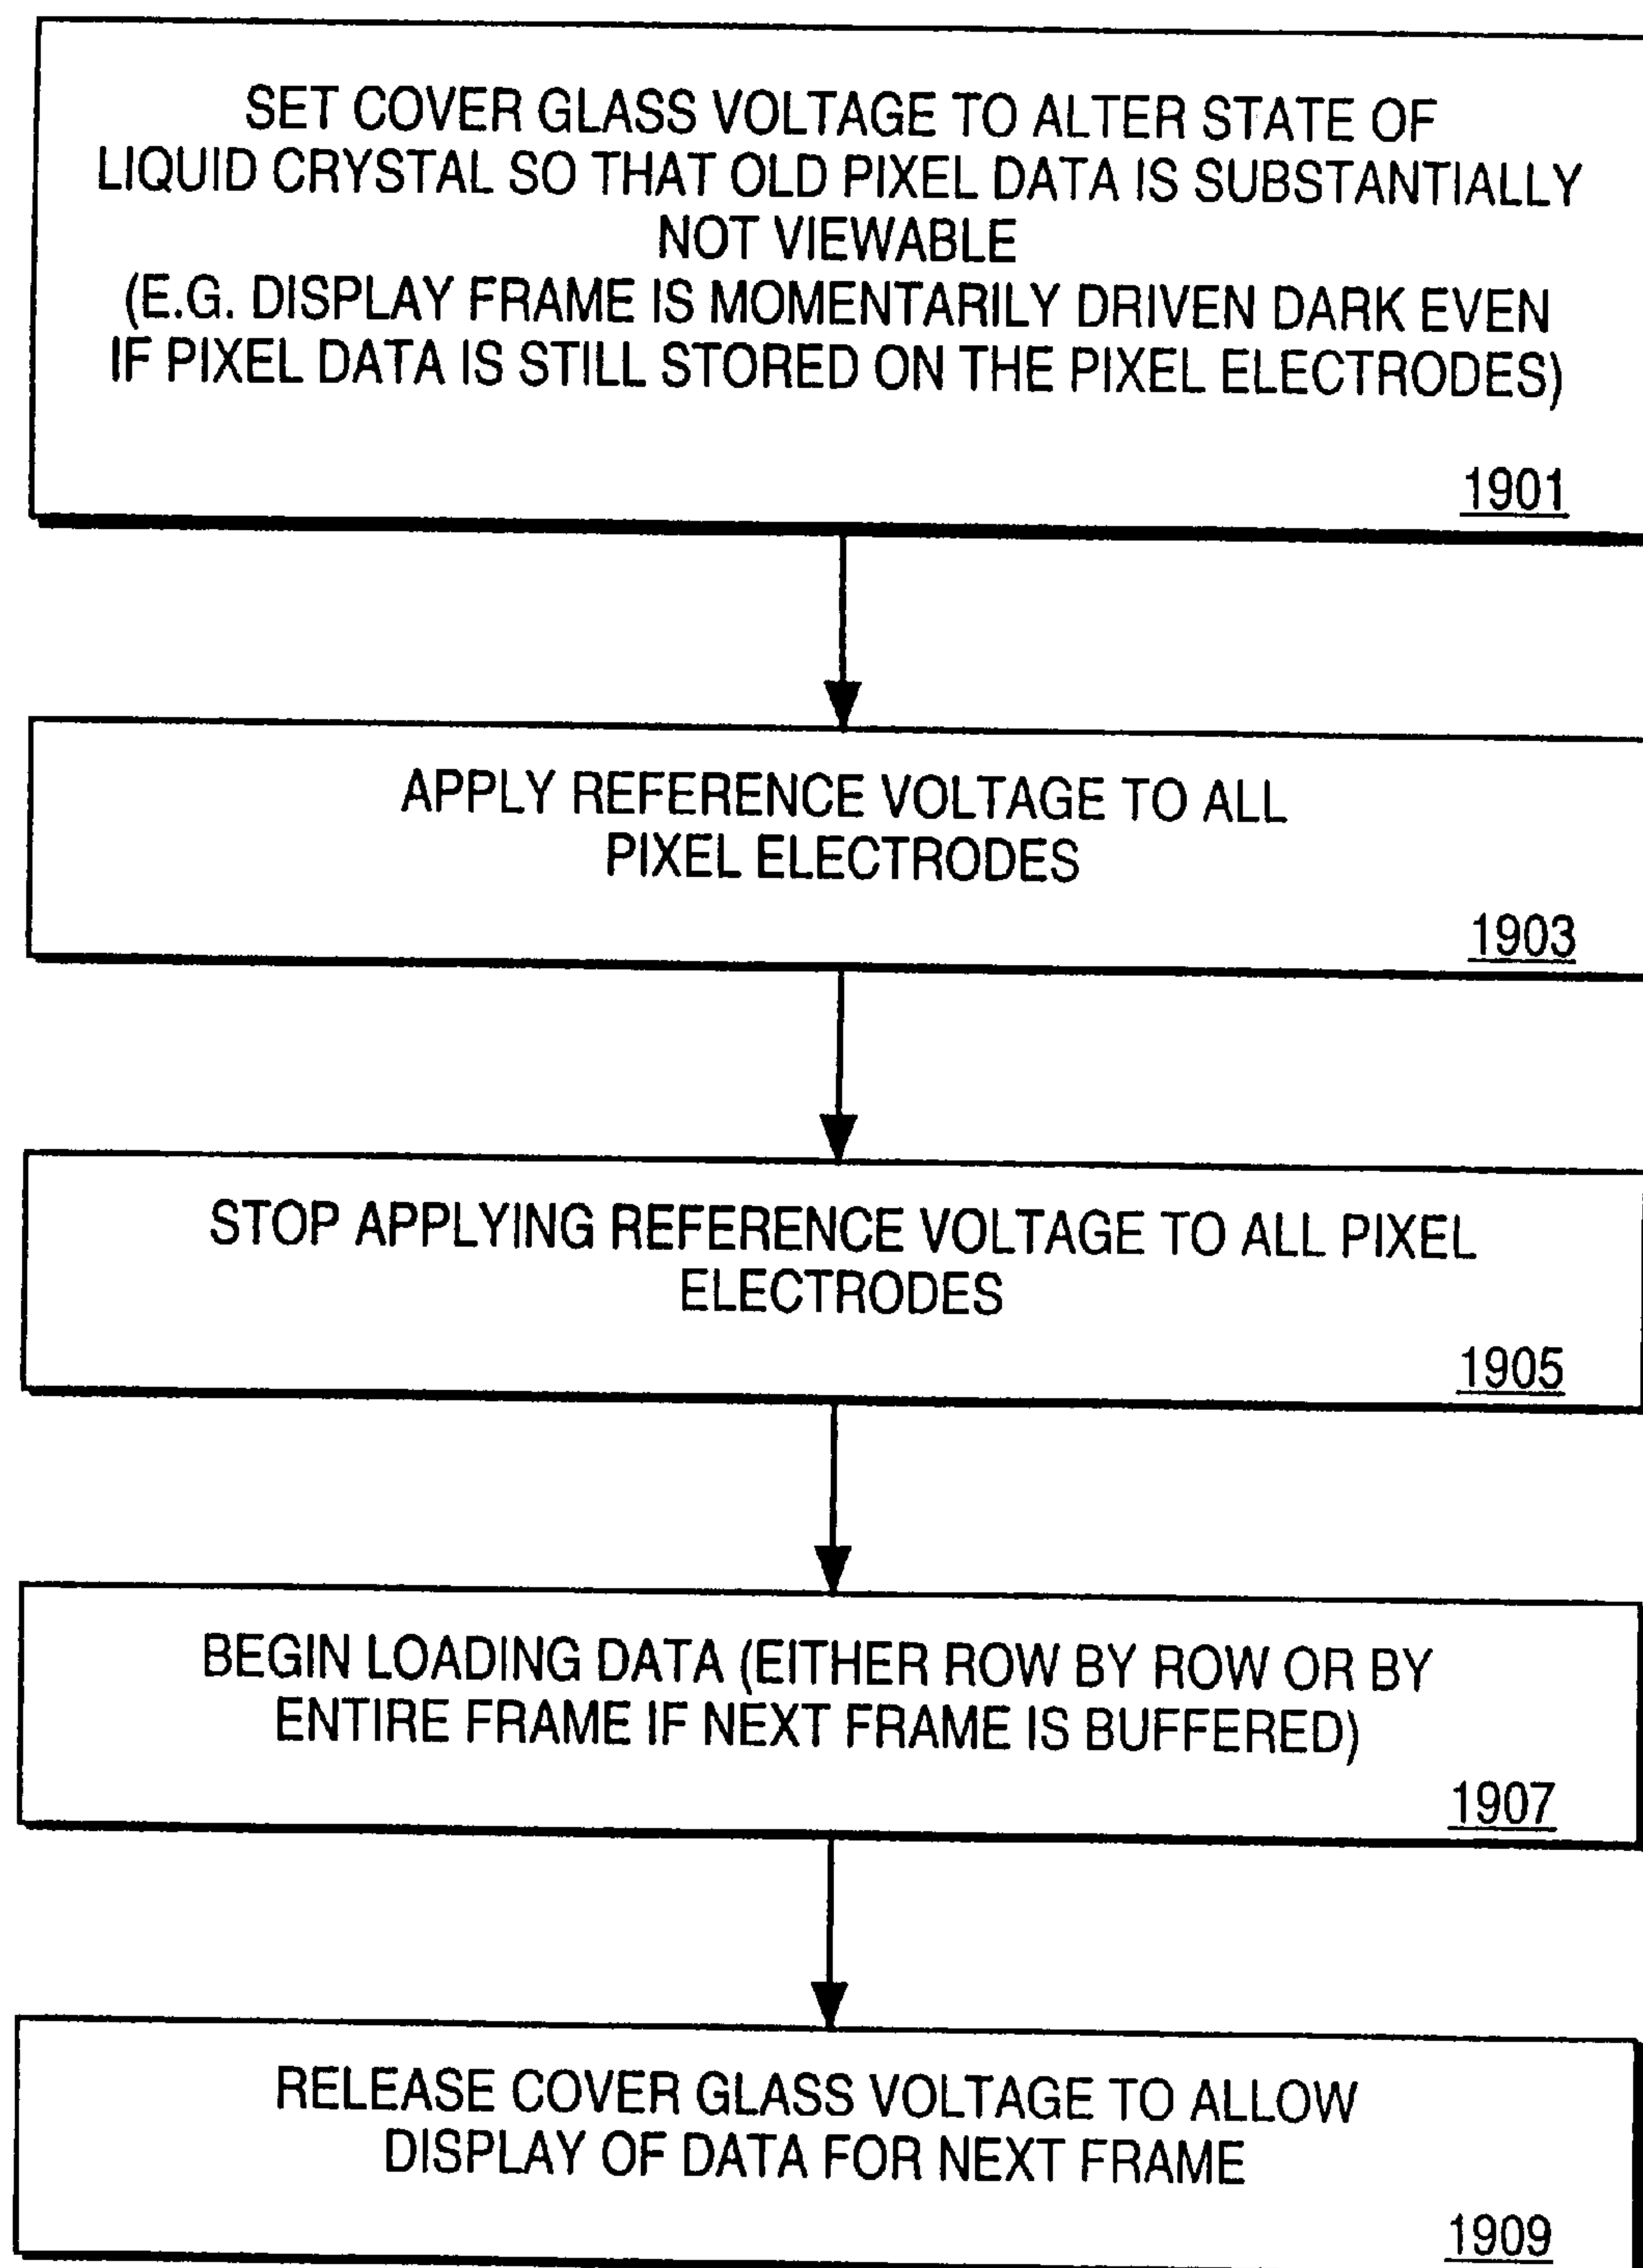 SET COVER GLASS VOLTAGE TO ALTER STATE OF
LIQUID CRYSTAL SO THAT OLD PIXEL DATA IS SUBSTANTIALLY
NOT VIEWABLE
(E.G. DISPLAY FRAME IS MOMENTARILY DRIVEN DARK EVEN
IF PIXEL DATA IS STILL STORED ON THE PIXEL ELECTRODES)
1901
APPLY REFERENCE VOLTAGE TO ALL
PIXEL ELECTRODES
1903
STOP APPLYING REFERENCE VOLTAGE TO ALL PIXEL
ELECTRODES
1905
BEGIN LOADING DATA (EITHER ROW BY ROW OR BY
ENTIRE FRAME IF NEXT FRAME IS BUFFERED)
1907
RELEASE COVER GLASS VOLTAGE TO ALLOW
DISPLAY OF DATA FOR NEXT FRAME
1909